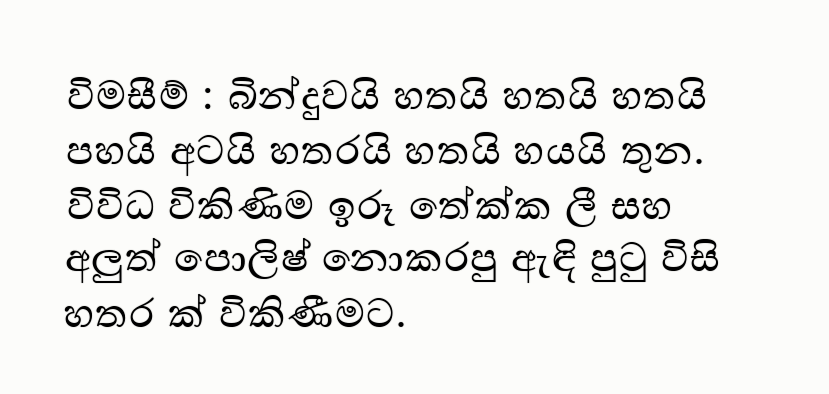 විමසීම් : බින්දුවයි හතයි හතයි හතයි
පහයි අටයි හතරයි හතයි හයයි තුන.
විවිධ විකිණිම ඉරූ තේක්ක ලී සහ
අලුත් පොලිෂ් නොකරපු ඇඳි පුටු විසි
හතර ක් විකිණීමට.